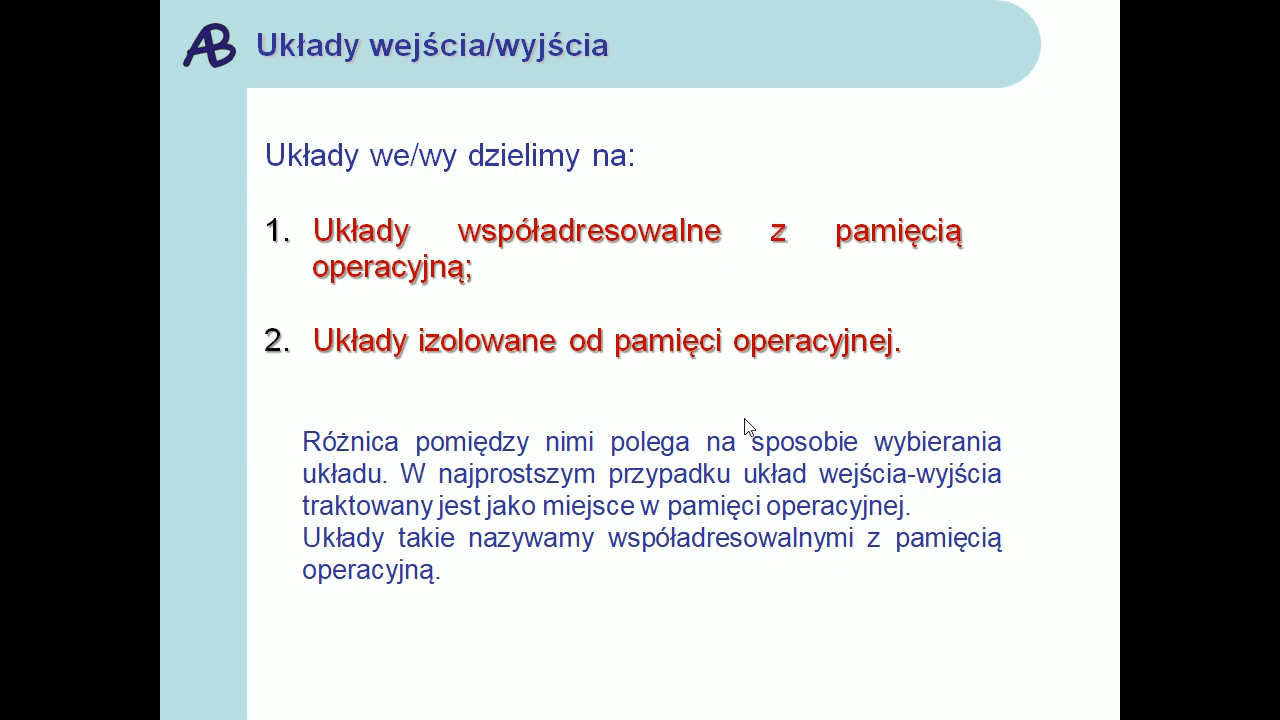 AB
Układy wejścia/wyjścia
Układy we/wy dzielimy na:
1. Układy współadresowalne z pamięcią
operacyjną;
2. Układy izolowane od pamięci operacyjnej.
Różnica pomiędzy nimi polega na sposobie wybierania
układu. W najprostszym przypadku układ wejścia-wyjścia
traktowany jest jako miejsce w pamięci operacyjnej.
Układy takie nazywamy współadresowalnymi z pamięcią
operacyjną.